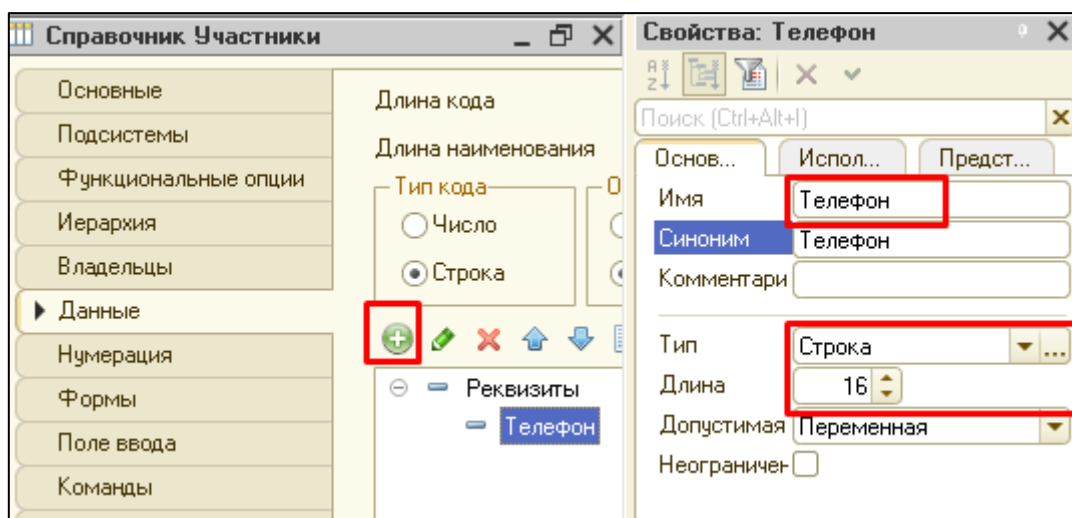 Справочник Участники
Основные
Подсистемы
Функциональные опции
Иерархия
Владельцы
Данные
Нумерация
Формы
Поле ввода
Команды
Длина кода
Длина наименования
Тип кода
О
Число
Строка
Реквизиты
Телефон
Свойства: Телефон
Поиск (Ctrl+Alt+I)
Основ...
Испол...
Предст...
Имя
Телефон
Синоним
Телефон
Комментари
Тип
Строка
...
Длина
16
Допустимая
Переменная
Неограничен